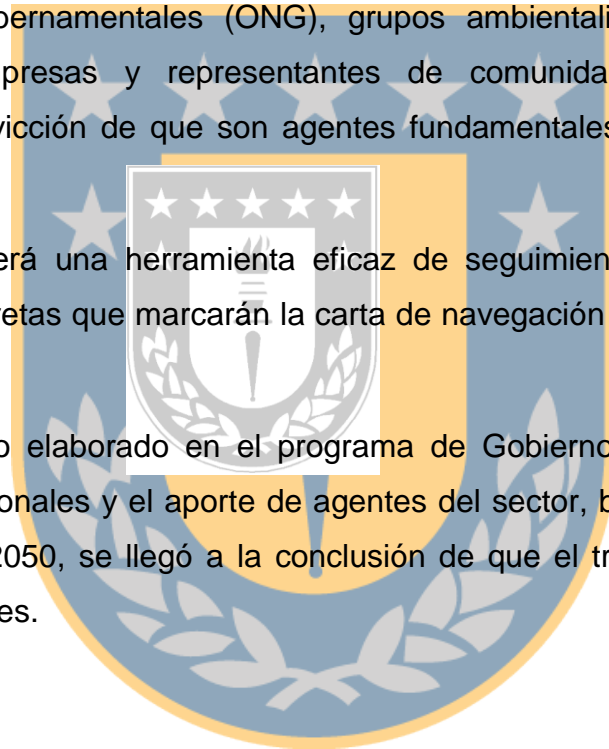 bernamentales (ONG), grupos ambientali
presas y representantes de comunida
vicción de que son agentes fundamentales
erá una herramienta eficaz de seguimien
retas que marcarán la carta de navegación
o elaborado en el programa de Gobierno
onales y el aporte de agentes del sector, b
2050, se llegó a la conclusión de que el tr
es.